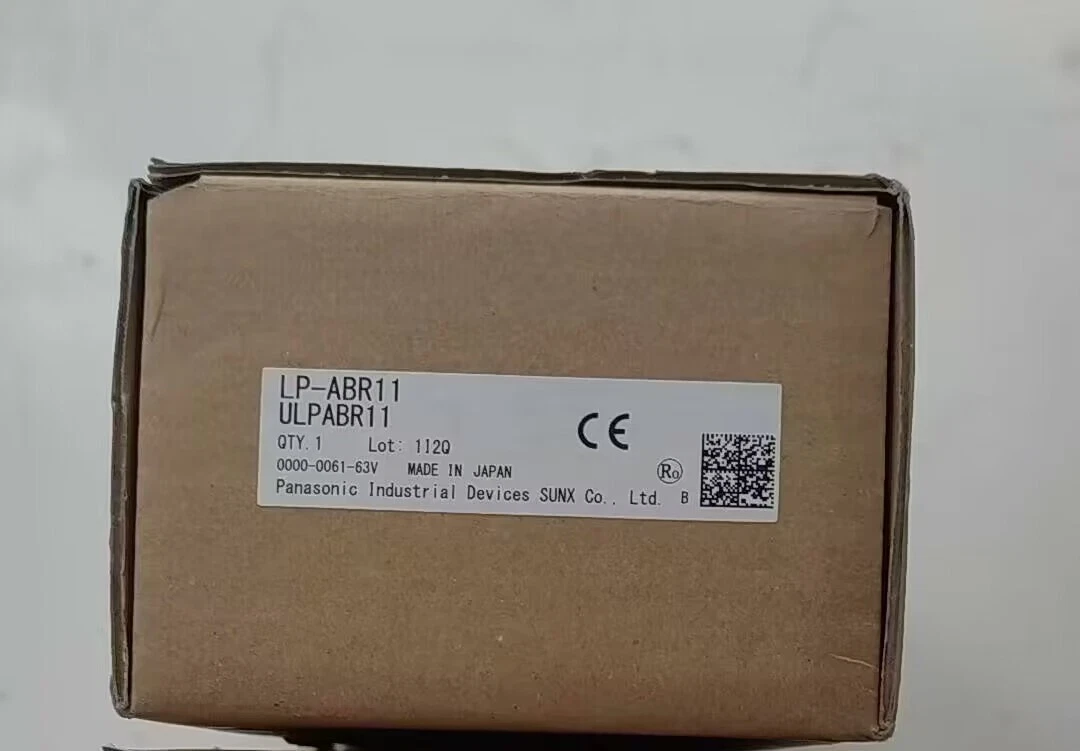 LP-ABR11
ULPABR11
QTY.1 Lot: 112Q
0000-0061-63V MADE IN JAPAN
Panasonic Industrial Devices SUNX Co., Ltd. B
CE
Ro